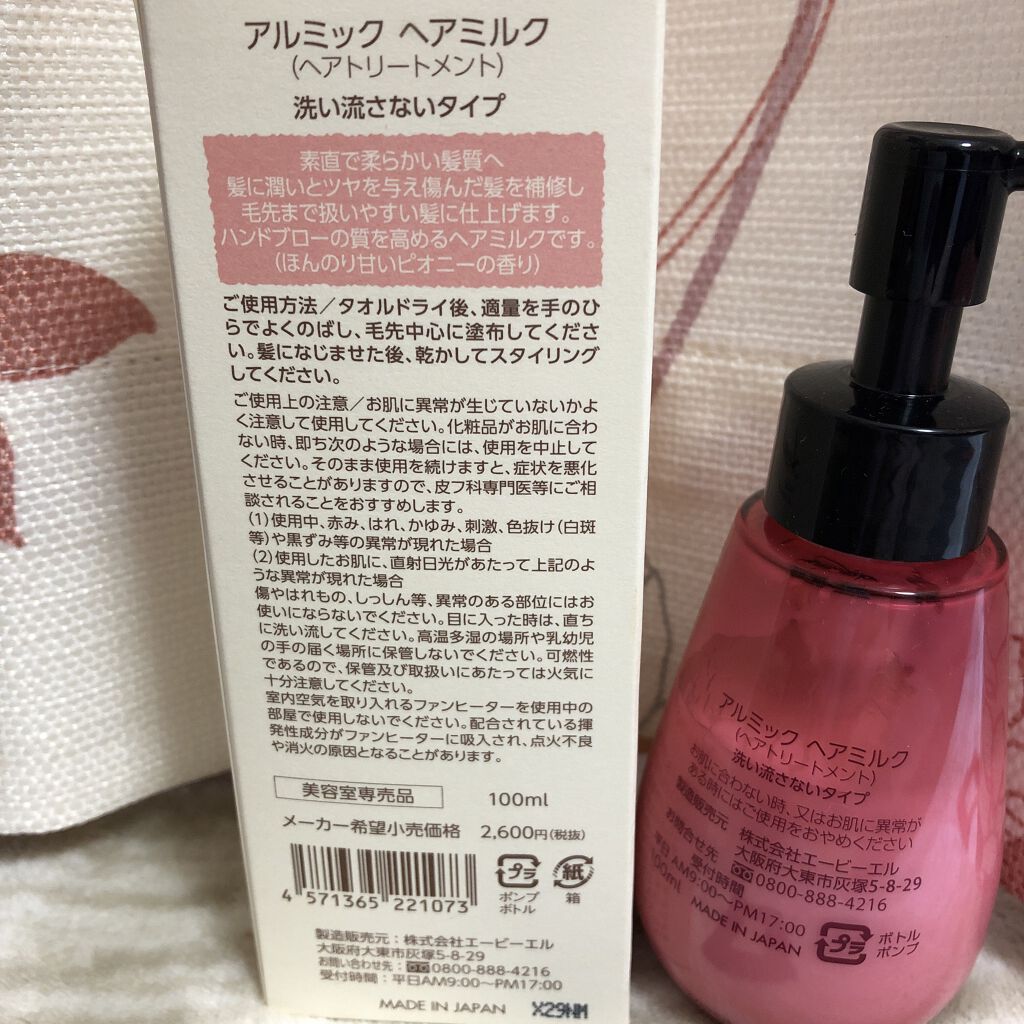 アルミック ヘアミルク
(ヘアトリートメント)
洗い流さないタイプ
素直で柔らかい髪質へ
髪に潤いとツヤを与え傷んだ髪を補修し
毛先まで扱いやすい髪に仕上げます。
ハンドブローの質を高めるヘアミルクです。
(ほんのり甘いピオニーの香り)
ご使用方法/タオルドライ後、適量を手のひ
らでよくのばし、毛先中心に塗布してくださ
い。髪になじませた後、乾かしてスタイリング
してください。
ご使用上の注意/お肌に異常が生じていないかよ
く注意して使用してください。化粧品がお肌に合わ
ない時、即ち次のような場合には、使用を中止して
ください。そのまま使用を続けますと、症状を悪化
させることがありますので、皮フ科専門医等にご相
談されることをおすすめします。
(1)使用中、赤み、はれ、かゆみ、刺激、色抜け(白斑
等)や黒ずみ等の異常が現れた場合
(2)使用したお肌に、直射日光があたって上記のよ
うな異常が現れた場合
傷やはれもの、しっしん等、異常のある部位にはお
使いにならないでください。目に入った時は、直ち
に洗い流してください。高温多湿の場所や乳幼児
の手の届く場所に保管しないでください。可燃性
であるので、保管及び取扱いにあたっては火気に
十分注意してください。
室内空気を取り入れるファンヒーターを使用中の
部屋で使用しないでください。配合されている揮
発性成分がファンヒーターに吸入され、点火不良
や消火の原因となることがあります。
美容室専売品 100ml
メーカー希望小売価格 2,600円(税抜)
4 571365 221073
プラ 紙
ポンプ 箱
ボトル
製造販売元:株式会社エービーエル
大阪府大東市灰塚5-8-29
お問い合わせ先:0800-888-4216
受付時間:平日AM9:00〜PM17:00
MADE IN JAPAN X29HM
アルミック ヘアミルク
(ヘアトリートメント)
洗い流さないタイプ
お肌に合わない時、又はお肌に異常が
ある時にはご使用をおやめください
製造販売元 株式会社エービーエル
大阪府大東市灰塚5-8-29
お問合せ先 0800-888-4216
平日 受付時間 AM9:00〜PM17:00
100ml MADE IN JAPAN
プラ ボトル
ポンプ